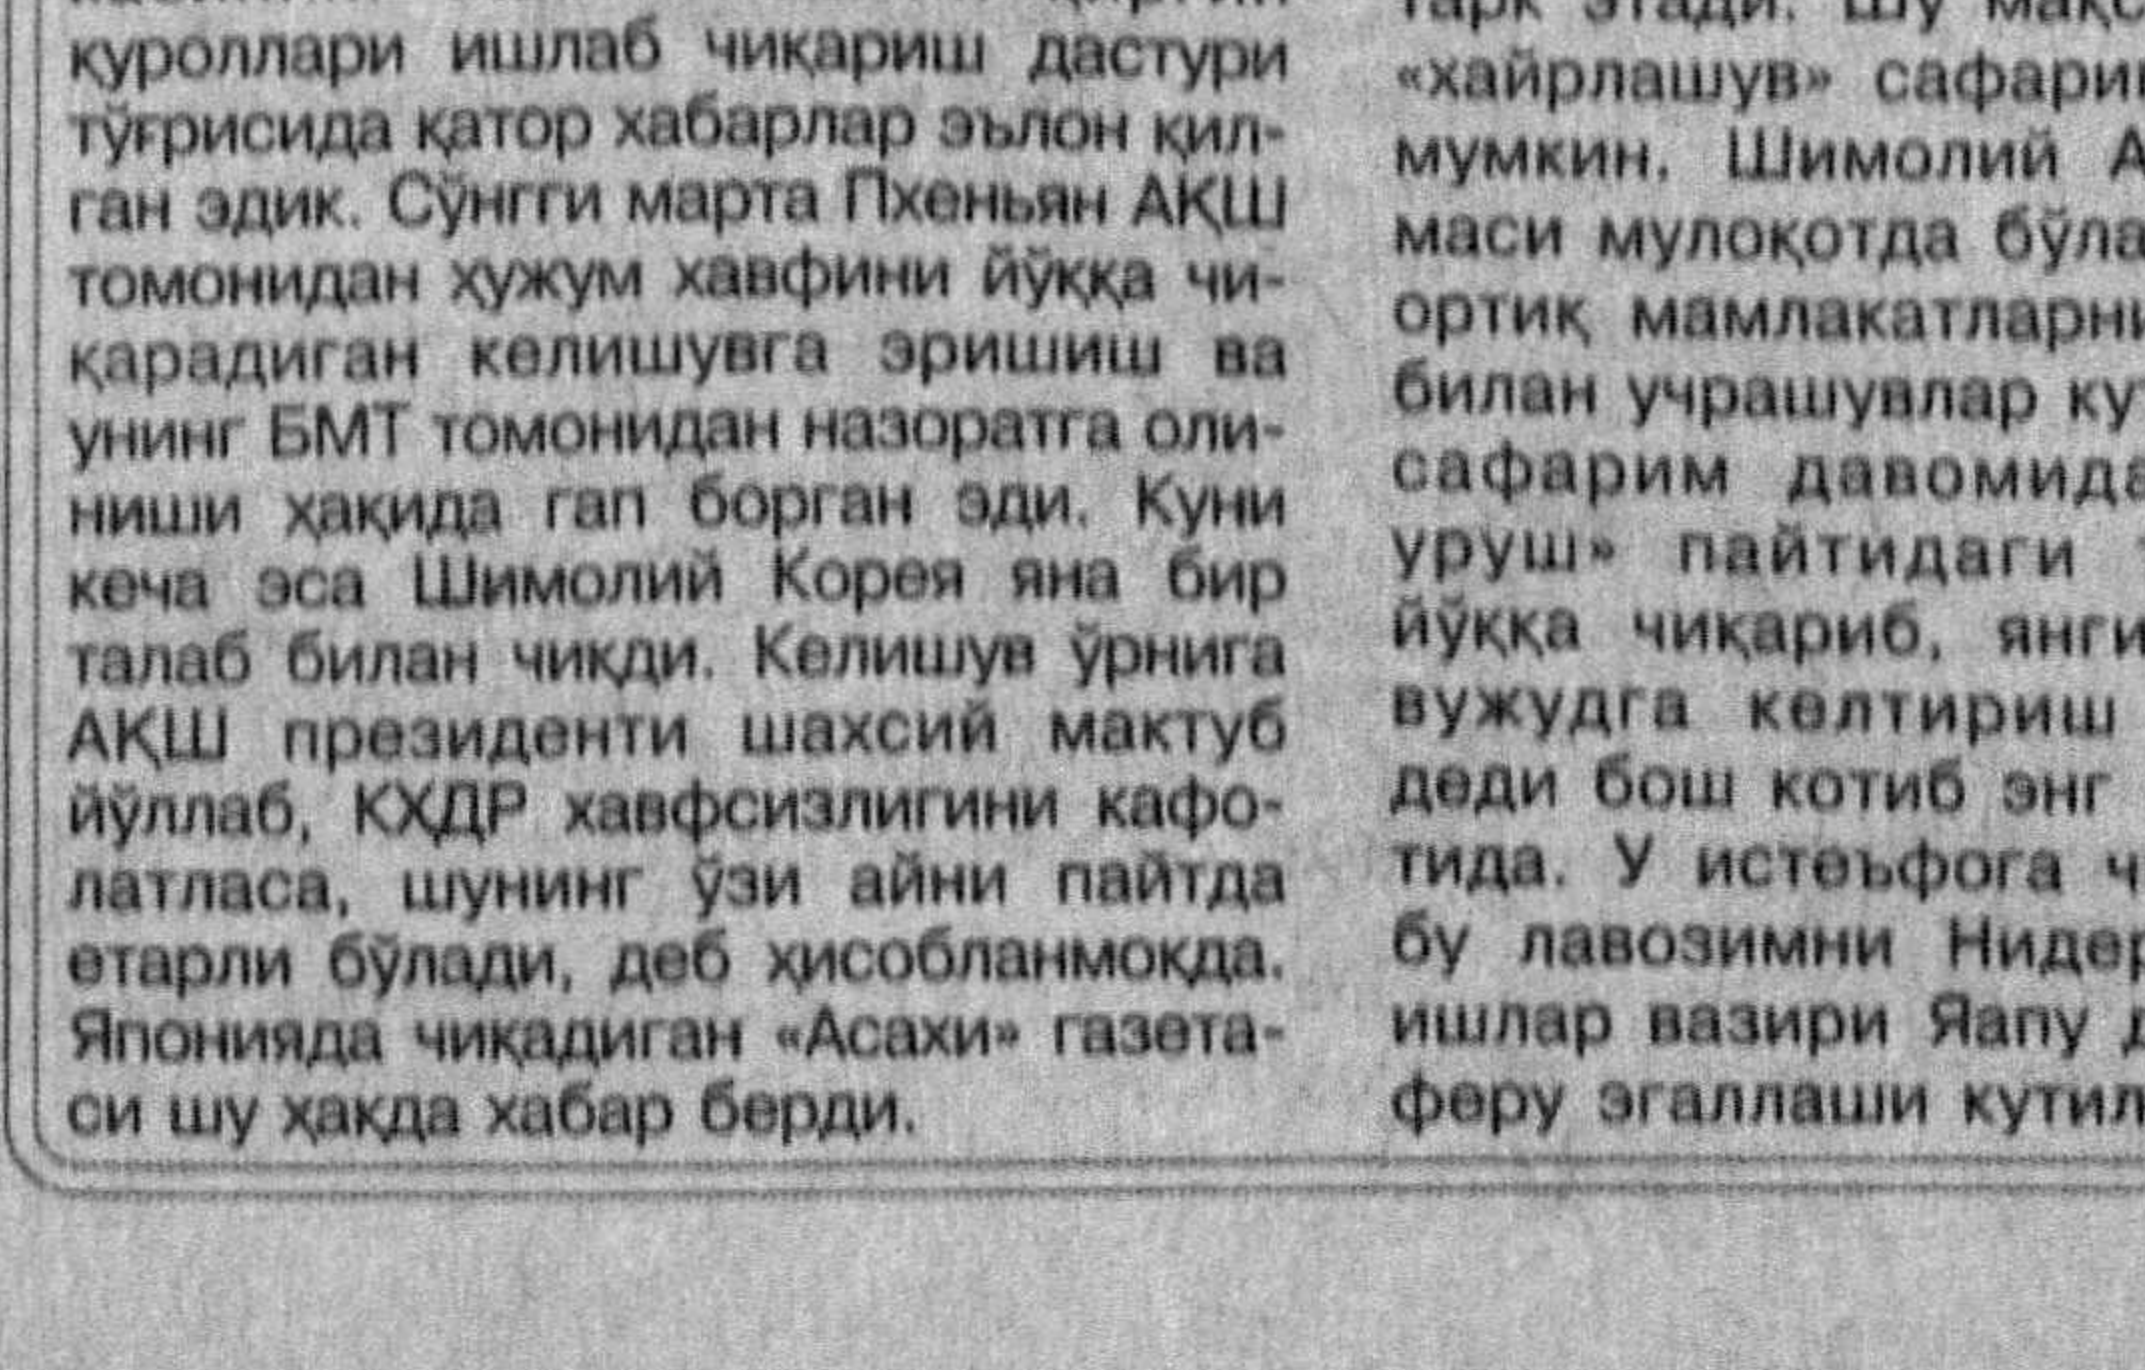 қуроллари ишлаб чиқариш дастури
тўғрисида қатор хабарлар эълон қил-
ган эдик. Сўнгги марта Пхеньян АҚШ
томонидан ҳужум хавфини йўққа чи-
қарадиган келишувга эришиш ва
унинг БМТ томонидан назоратга оли-
ниши ҳақида гап борган эди. Куни
кеча эса Шимолий Корея яна бир
талаб билан чиқди. Келишув ўрнига
АҚШ президенти шахсий мактуб
йўллаб, КХДР хавфсизлигини кафо-
латласа, шунинг ўзи айни пайтда
етарли бўлади, деб ҳисобланмоқда.
Японияда чиқадиган «Асахи» газета-
си шу ҳақда хабар берди.
тарк этади. Шу
«хайрлашув»
мумкин. Шимолий
маси мулоқотда
ортиқ
билан учрашувлар
сафарим
уруш» пайтидаги
йўққа чиқариб,
вужудга келтириш
деди бош котиб энг
тида. У истеъфога
бу лавозимни
ишлар вазири Яапу
феру эгаллаши